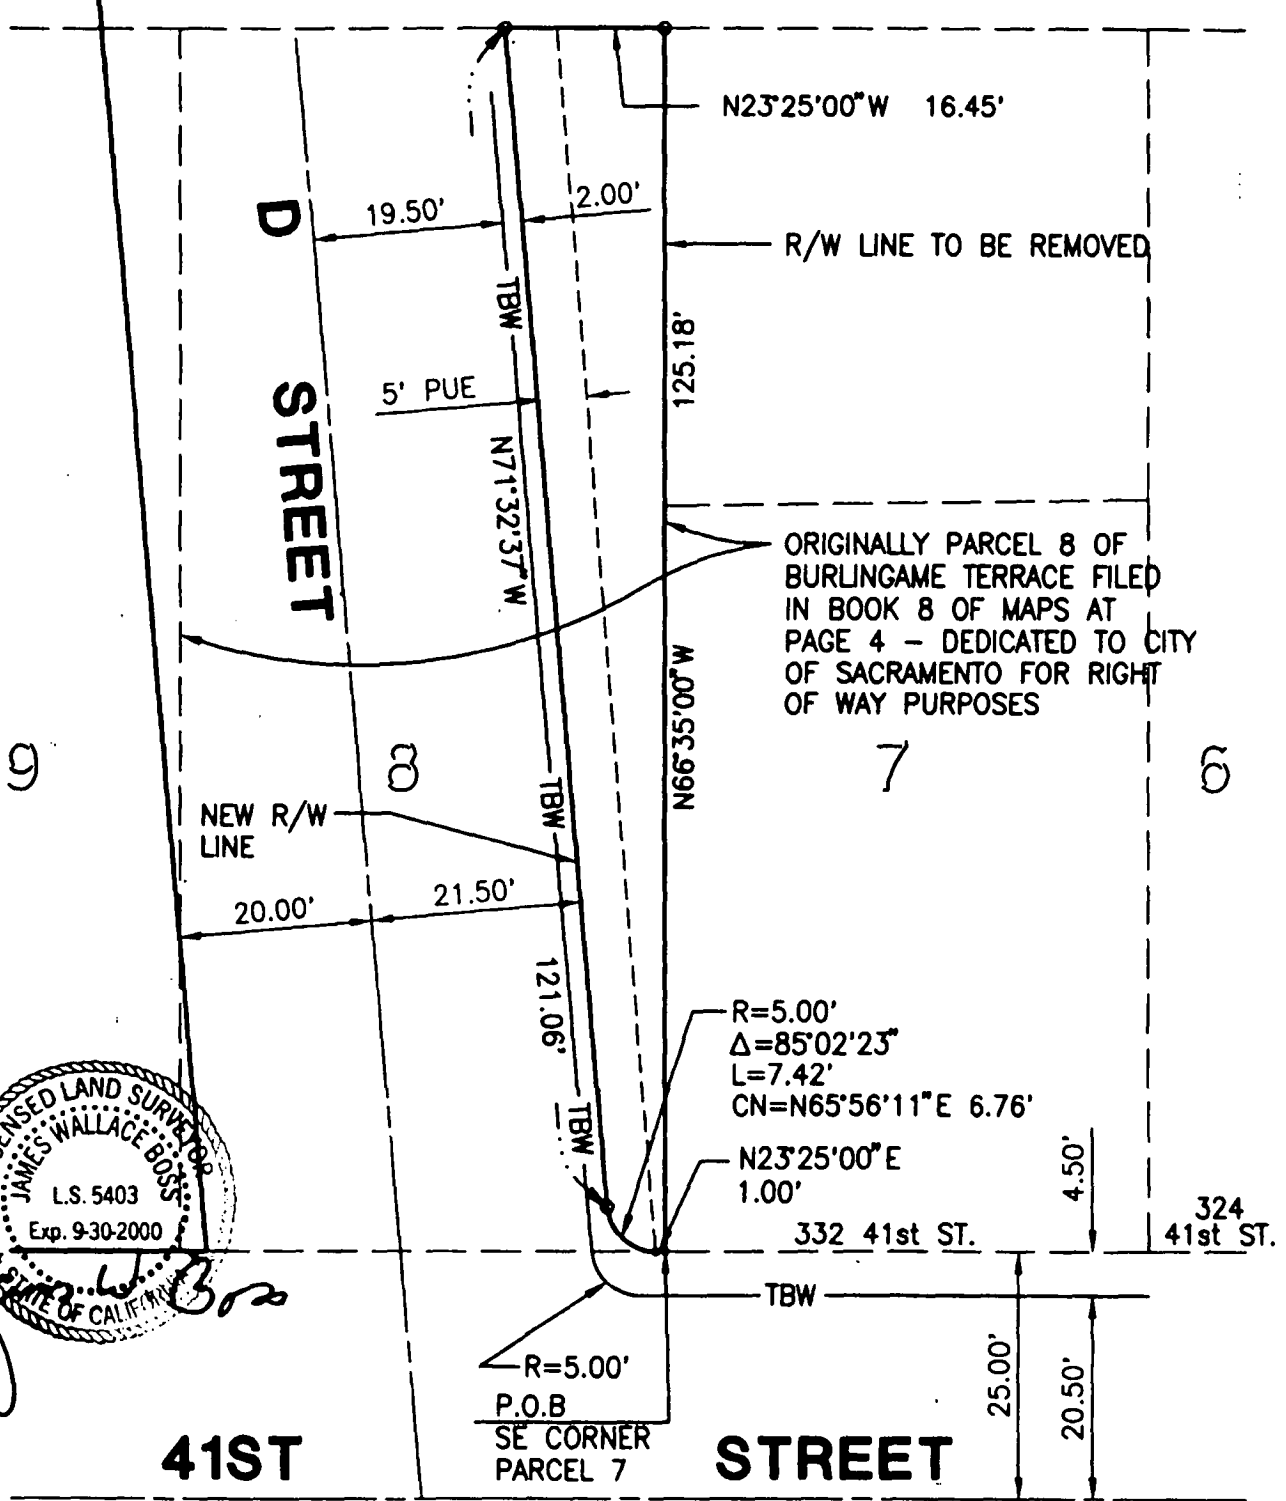 N23°25'00"W 16.45'
D STREET
19.50'
2.00'
R/W LINE TO BE REMOVED
TBW
125.18'
5' PUE
N71°32'37"W
ORIGINALLY PARCEL 8 OF
BURLINGAME TERRACE FILED
IN BOOK 8 OF MAPS AT
PAGE 4 – DEDICATED TO CITY
OF SACRAMENTO FOR RIGHT
OF WAY PURPOSES
N66°35'00"W
9
8
7
6
NEW R/W
LINE
TBW
20.00'
21.50'
121.06'
R=5.00'
Δ=85°02'23"
L=7.42'
CN=N65°56'11"E 6.76'
TBW
N23°25'00"E
1.00'
4.50'
332 41st ST.
324
41st ST.
JAMES WALLACE BOSS
L.S. 5403
Exp. 9-30-2000
STATE OF CALIFORNIA
TBW
R=5.00'
25.00'
20.50'
P.O.B
SE CORNER
PARCEL 7
41ST STREET